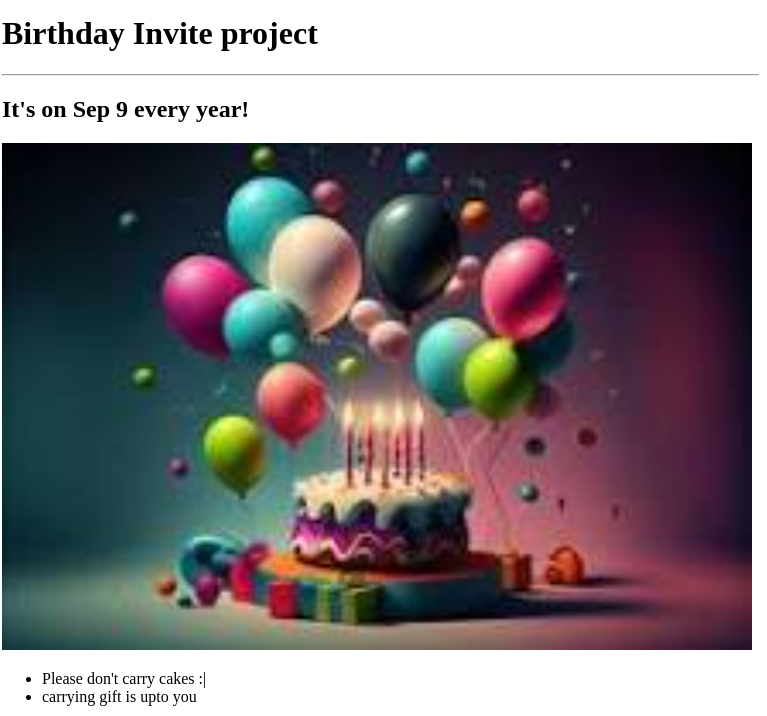 Birthday Invite project
It's on Sep 9 every year!
Please don't carry cakes :|
carrying gift is upto you